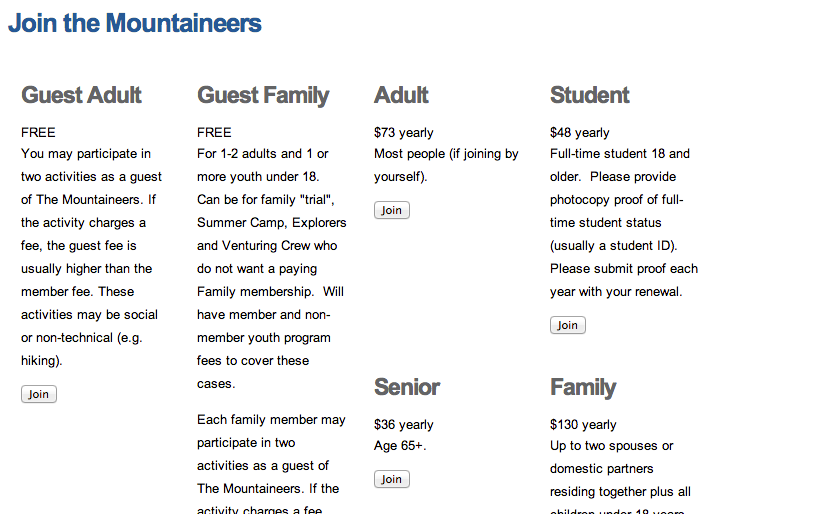 Join the Mountaineers
Guest Adult
FREE
You may participate in
two activities as a guest
of The Mountaineers. If
the activity charges a
fee, the guest fee is
usually higher than the
member fee. These
activities may be social
or non-technical (e.g.
hiking).
Join
Guest Family
FREE
For 1-2 adults and 1 or
more youth under 18.
Can be for family "trial",
Summer Camp, Explorers
and Venturing Crew who
do not want a paying
Family membership.  Will
have member and non-
member youth program
fees to cover these
cases.
Each family member may
participate in two
activities as a guest of
The Mountaineers. If the
activity charges a fee
Adult
$73 yearly
Most people (if joining by
yourself).
Join
Student
$48 yearly
Full-time student 18 and
older.  Please provide
photocopy proof of full-
time student status
(usually a student ID).
Please submit proof each
year with your renewal.
Join
Senior
$36 yearly
Age 65+.
Join
Family
$130 yearly
Up to two spouses or
domestic partners
residing together plus all
children under 18 years